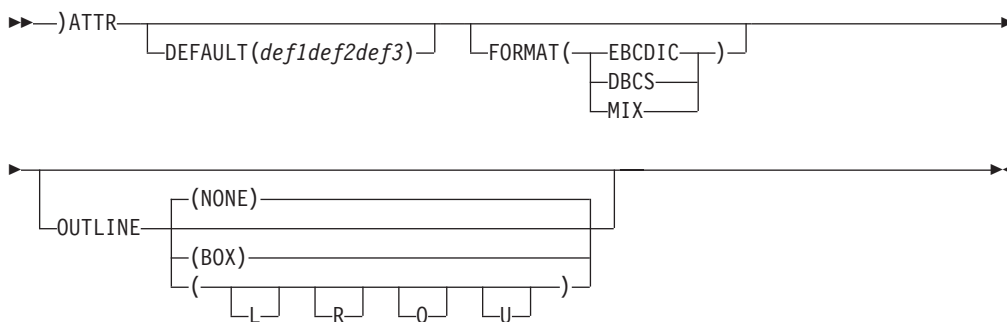 )ATTR
DEFAULT(def1def2def3)
FORMAT( EBCDIC )
DBCS
MIX
(NONE)
OUTLINE
(BOX)
( )
L R O U